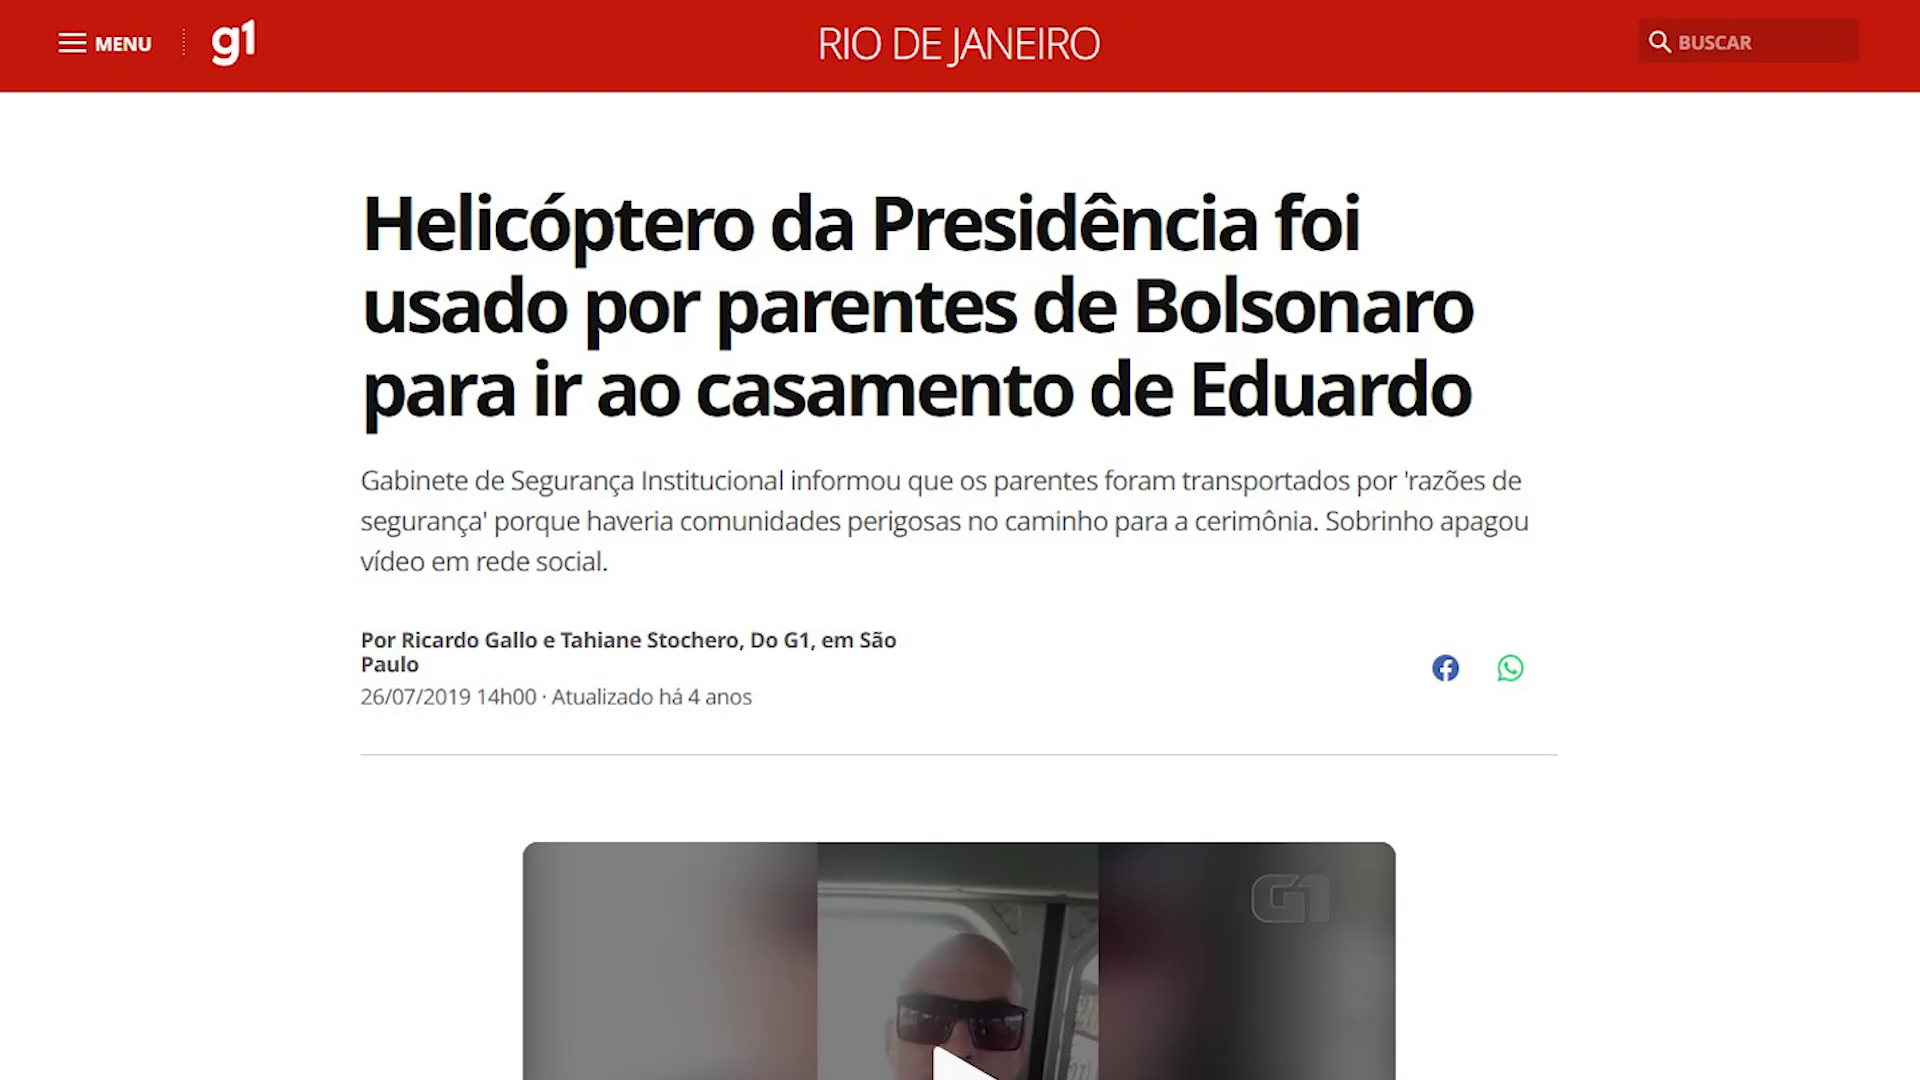 MENU
g1
RIO DE JANEIRO
BUSCAR
Helicóptero da Presidência foi
usado por parentes de Bolsonaro
para ir ao casamento de Eduardo
Gabinete de Segurança Institucional informou que os parentes foram transportados por 'razões de
segurança' porque haveria comunidades perigosas no caminho para a cerimônia. Sobrinho apagou
vídeo em rede social.
Por Ricardo Gallo e Tahiane Stochero, Do G1, em São
Paulo
26/07/2019 14h00 · Atualizado há 4 anos
G1